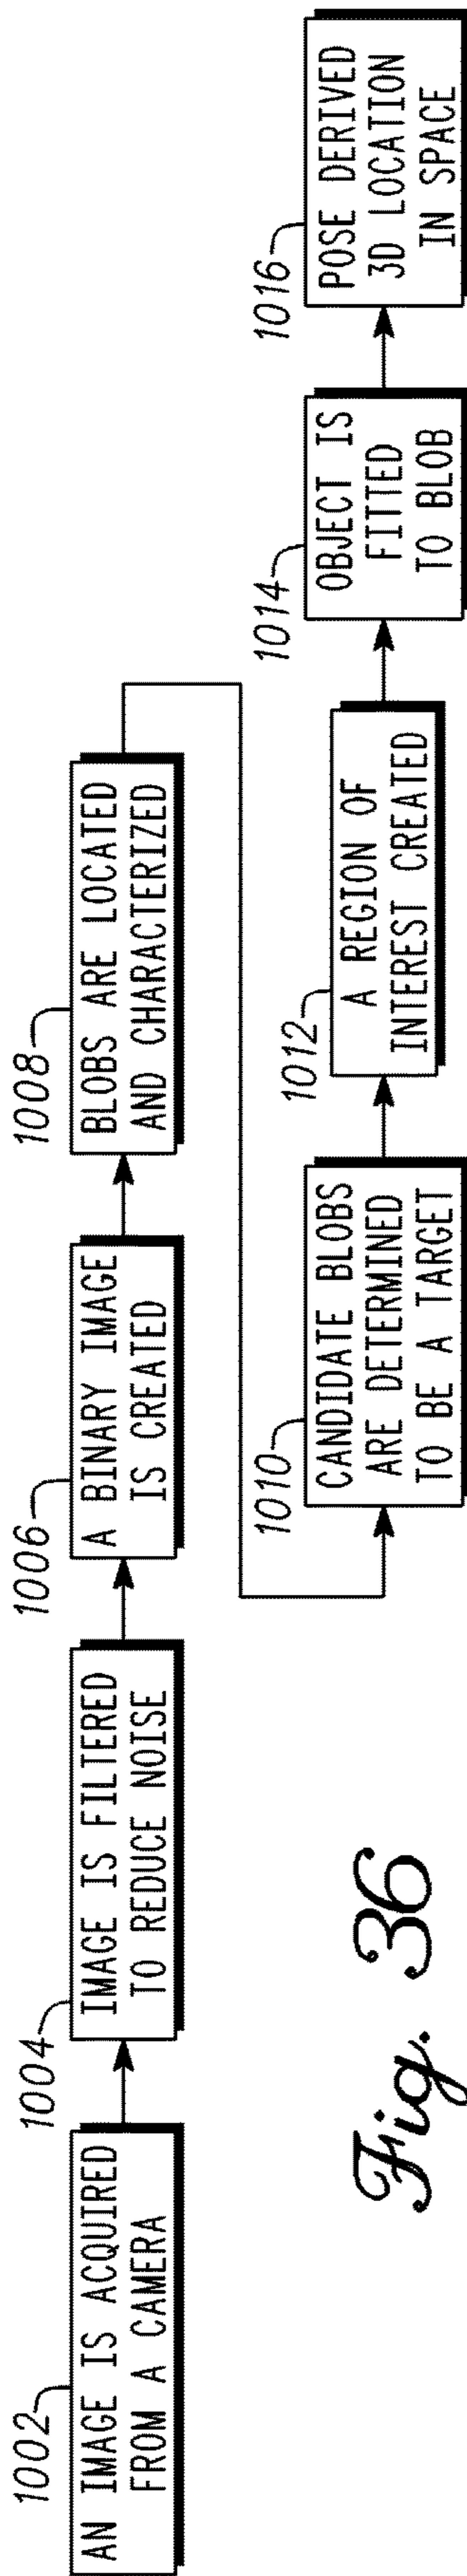 1002
AN IMAGE IS ACQUIRED
FROM A CAMERA
1004
IMAGE IS FILTERED
TO REDUCE NOISE
1006
A BINARY IMAGE
IS CREATED
1008
BLOBS ARE LOCATED
AND CHARACTERIZED
1010
CANDIDATE BLOBS
ARE DETERMINED
TO BE A TARGET
1012
A REGION OF
INTEREST CREATED
1014
OBJECT IS
FITTED
TO BLOB
1016
POSE DERIVED
3D LOCATION
IN SPACE
Fig. 36